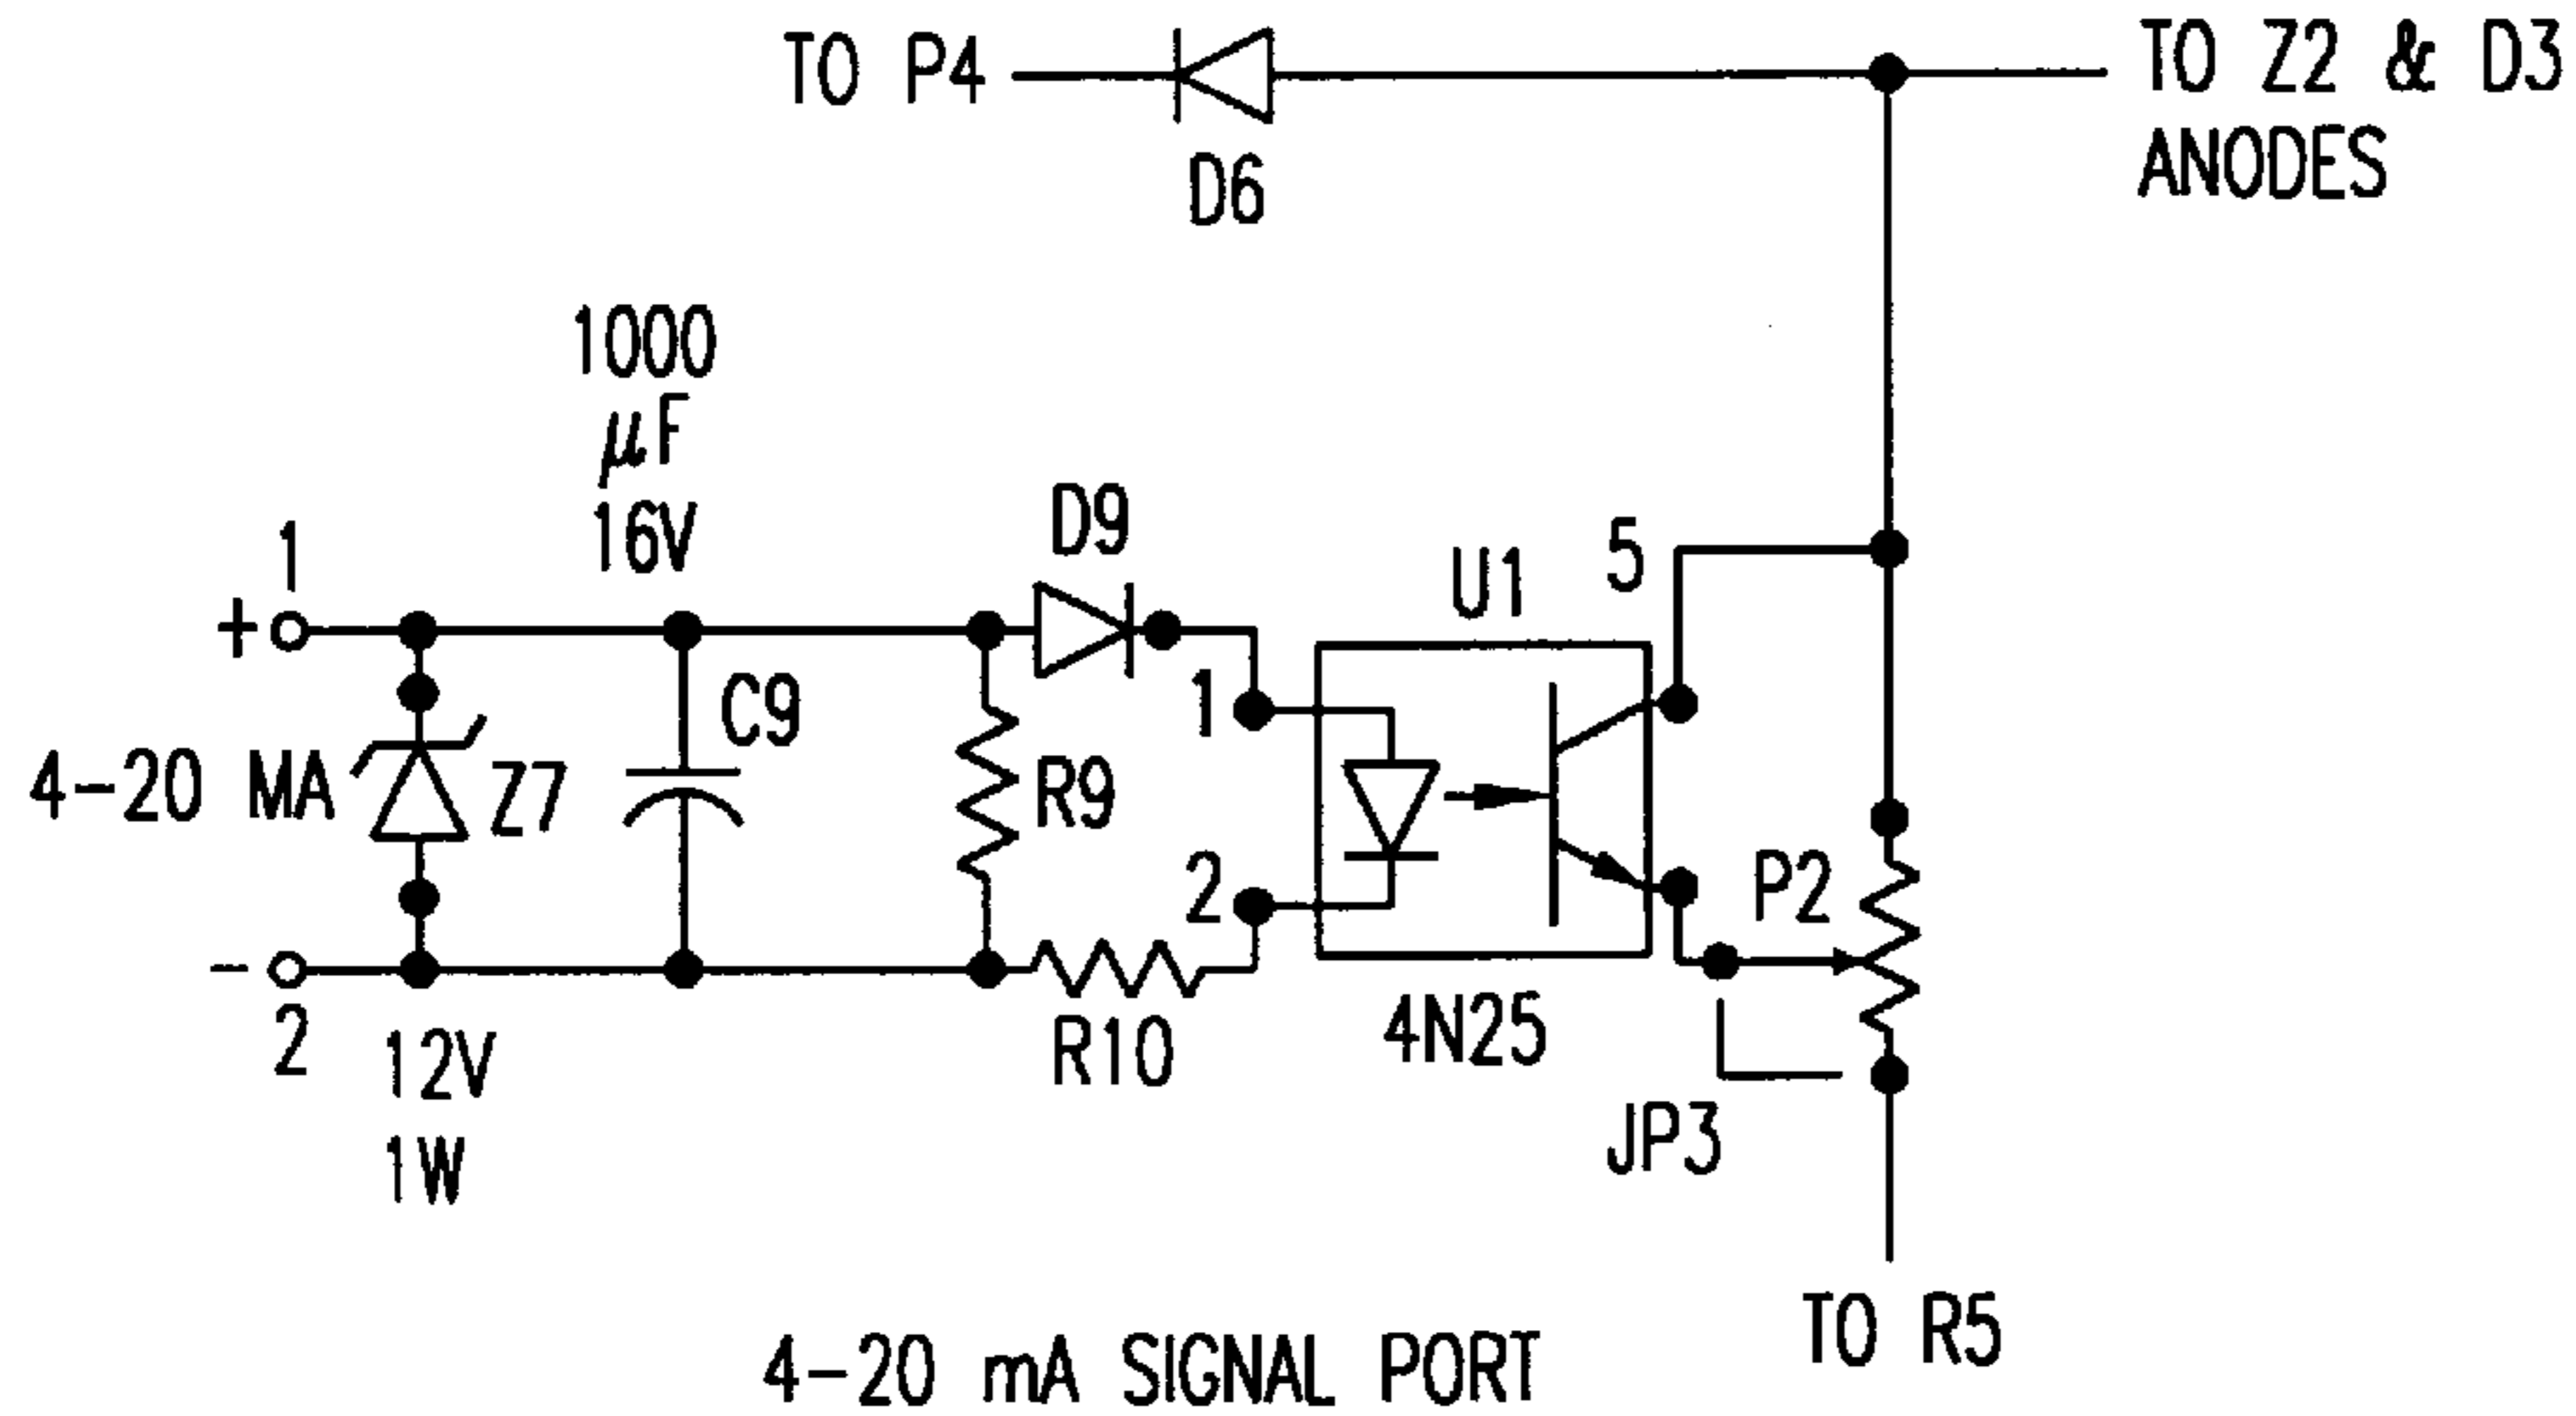 TO P4
TO Z2 & D3
ANODES
D6
1000
µF
16V
D9
1
+
5
U1
C9
1
4-20 MA
Z7
R9
2
P2
-
2
12V
1W
R10
4N25
JP3
TO R5
4-20 mA SIGNAL PORT